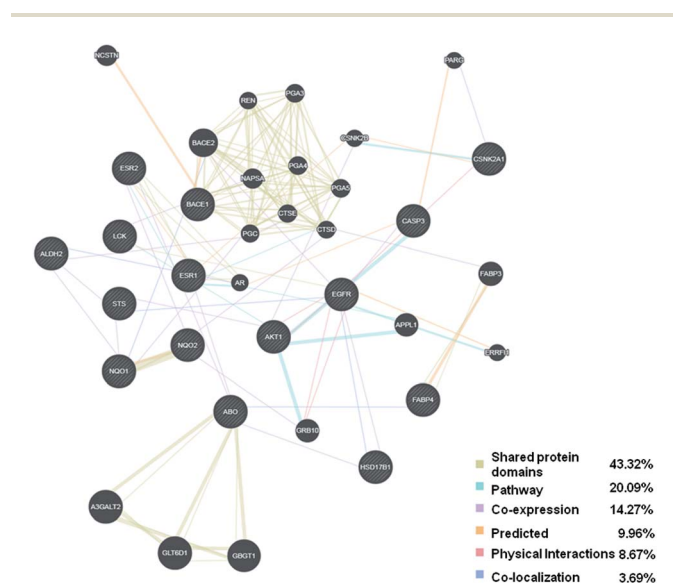 NCSTN
PARG
REN
PGA3
BACE2
CSNK2B
CSNK2A1
ESR2
PGA4
NAPSA
PGA5
BACE1
CTSE
CASP3
LCK
PGC
CTSD
ALDH2
ESR1
AR
FABP3
EGFR
STS
APPL1
AKT1
NQO2
ERRFI1
NQO1
FABP4
ABO
GRB10
HSD17B1
A3GALT2
GLT6D1
GBGT1
Shared protein
domains 43.32%
Pathway 20.09%
Co-expression 14.27%
Predicted 9.96%
Physical Interactions 8.67%
Co-localization 3.69%